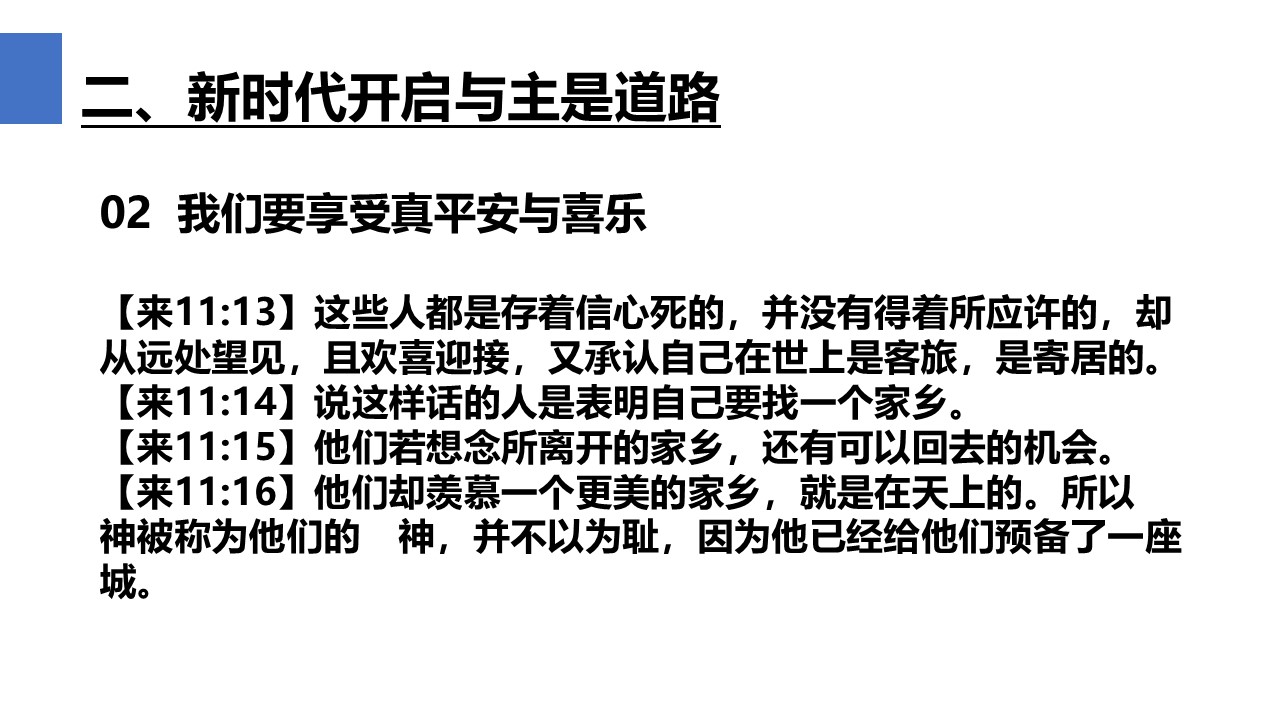 二、新时代开启与主是道路
02 我们要享受真平安与喜乐
【来11:13】这些人都是存着信心死的，并没有得着所应许的，却
从远处望见，且欢喜迎接，又承认自己在世上是客旅，是寄居的。
【来11:14】说这样话的人是表明自己要找一个家乡。
【来11:15】他们若想念所离开的家乡，还有可以回去的机会。
【来11:16】他们却羡慕一个更美的家乡，就是在天上的。所以
神被称为他们的　神，并不以为耻，因为他已经给他们预备了一座
城。